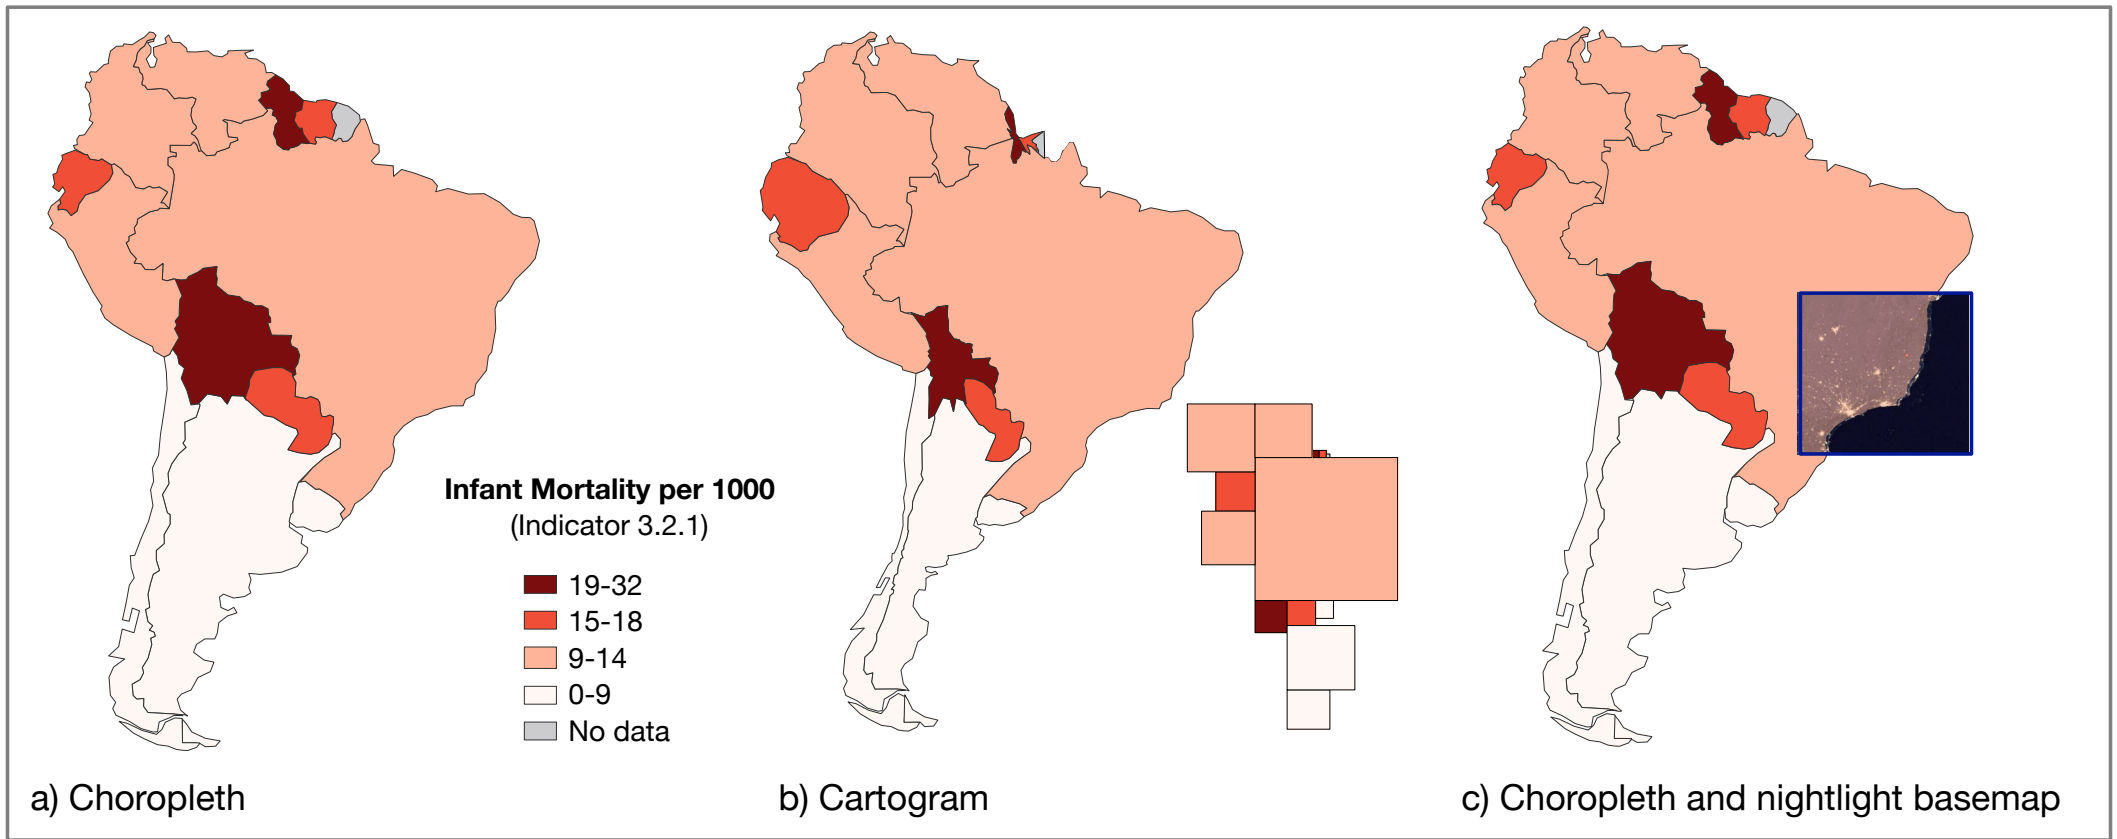 Infant Mortality per 1000
(Indicator 3.2.1)
19-32
15-18
9-14
0-9
No data
a) Choropleth
b) Cartogram
c) Choropleth and nightlight basemap